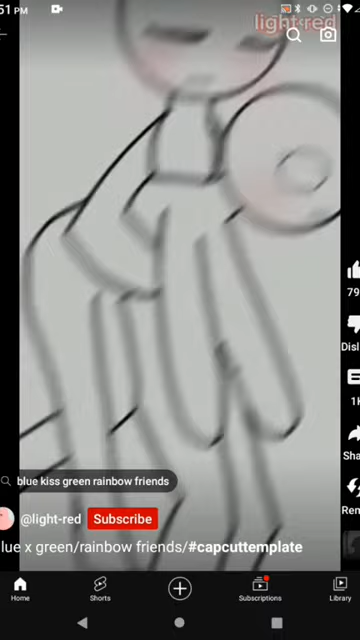 51 PM
light-red
79
Disl
1K
Sha
Ren
blue kiss green rainbow friends
@light-red
Subscribe
lue x green/rainbow friends/#capcuttemplate
Home
Shorts
Subscriptions
Library